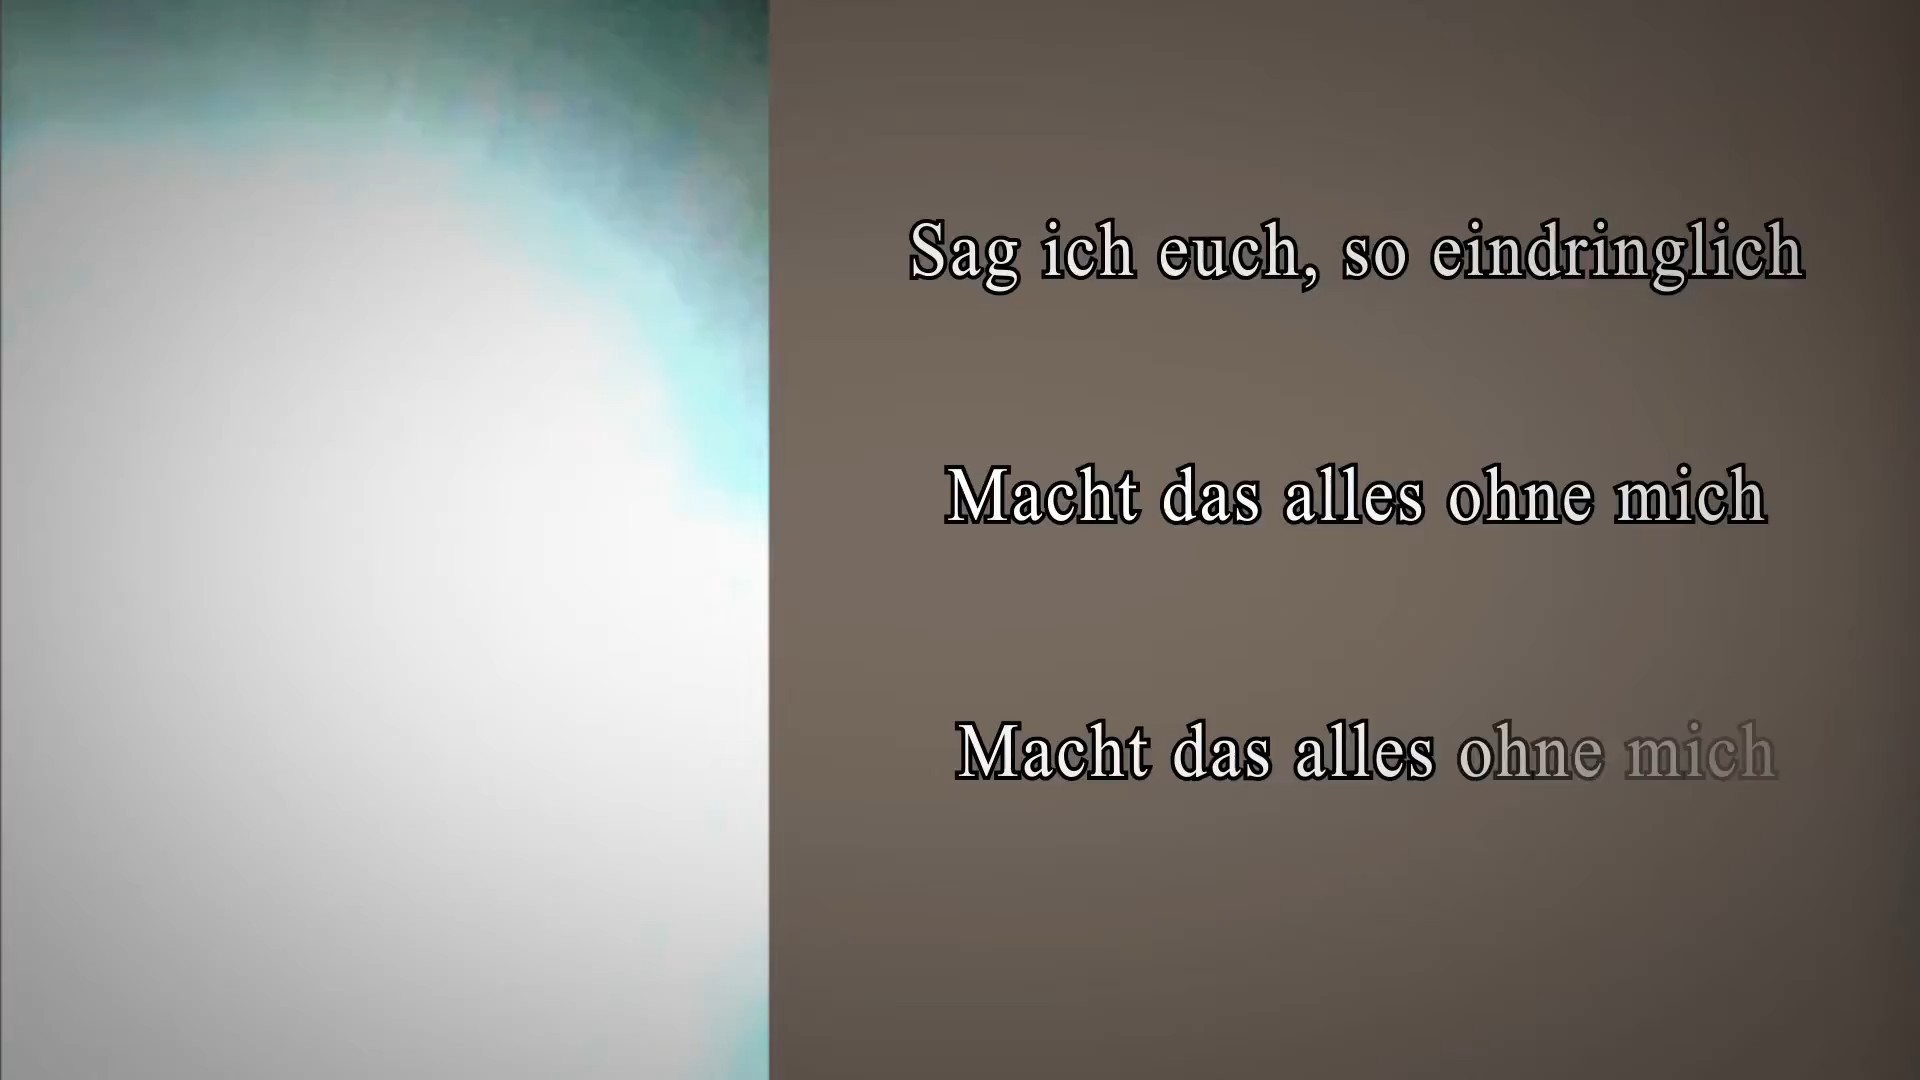 Sag ich euch, so eindringlich
Macht das alles ohne mich
Macht das alles ohne mich